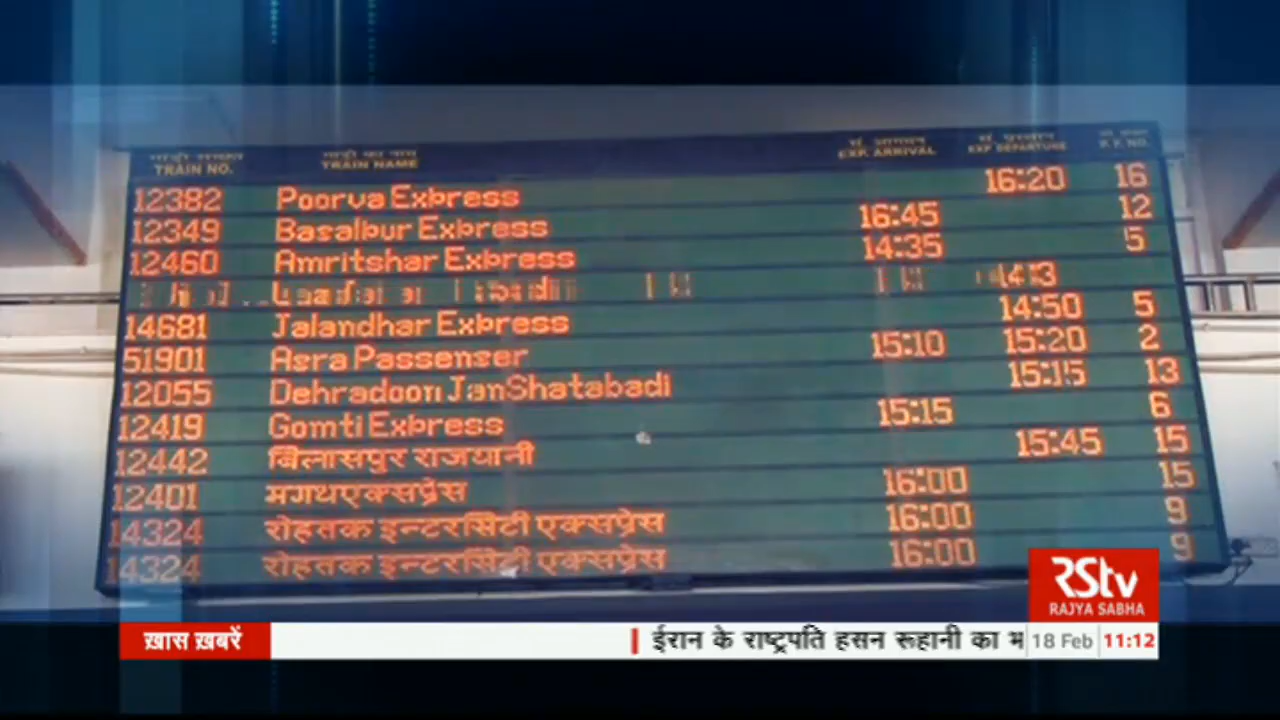 गाड़ी संख्या गाड़ी का नाम सं. आगमन सं. प्रस्थान
TRAIN NO. TRAIN NAME EXP. ARRIVAL EXP. DEPARTURE P.F. NO.
12382 Poorva Express 16:20 16
12349 Bagalpur Express 16:45 12
12460 Amritshar Express 14:35 5
14681 Jalandhar Express 14:50 5
51901 Agra Passenger 15:10 15:20 2
12055 Dehradoon JanShatabadi 15:15 13
12419 Gomti Express 15:15 6
12442 बिलासपुर राजधानी 15:45 15
12401 मगधएक्सप्रेस 16:00 15
14324 रोहतक इन्टरसिटी एक्सप्रेस 16:00 9
14324 रोहतक इन्टरसिटी एक्सप्रेस 16:00 9
RStv
RAJYA SABHA
ख़ास ख़बरें ईरान के राष्ट्रपति हसन रूहानी का भ 18 Feb 11:12